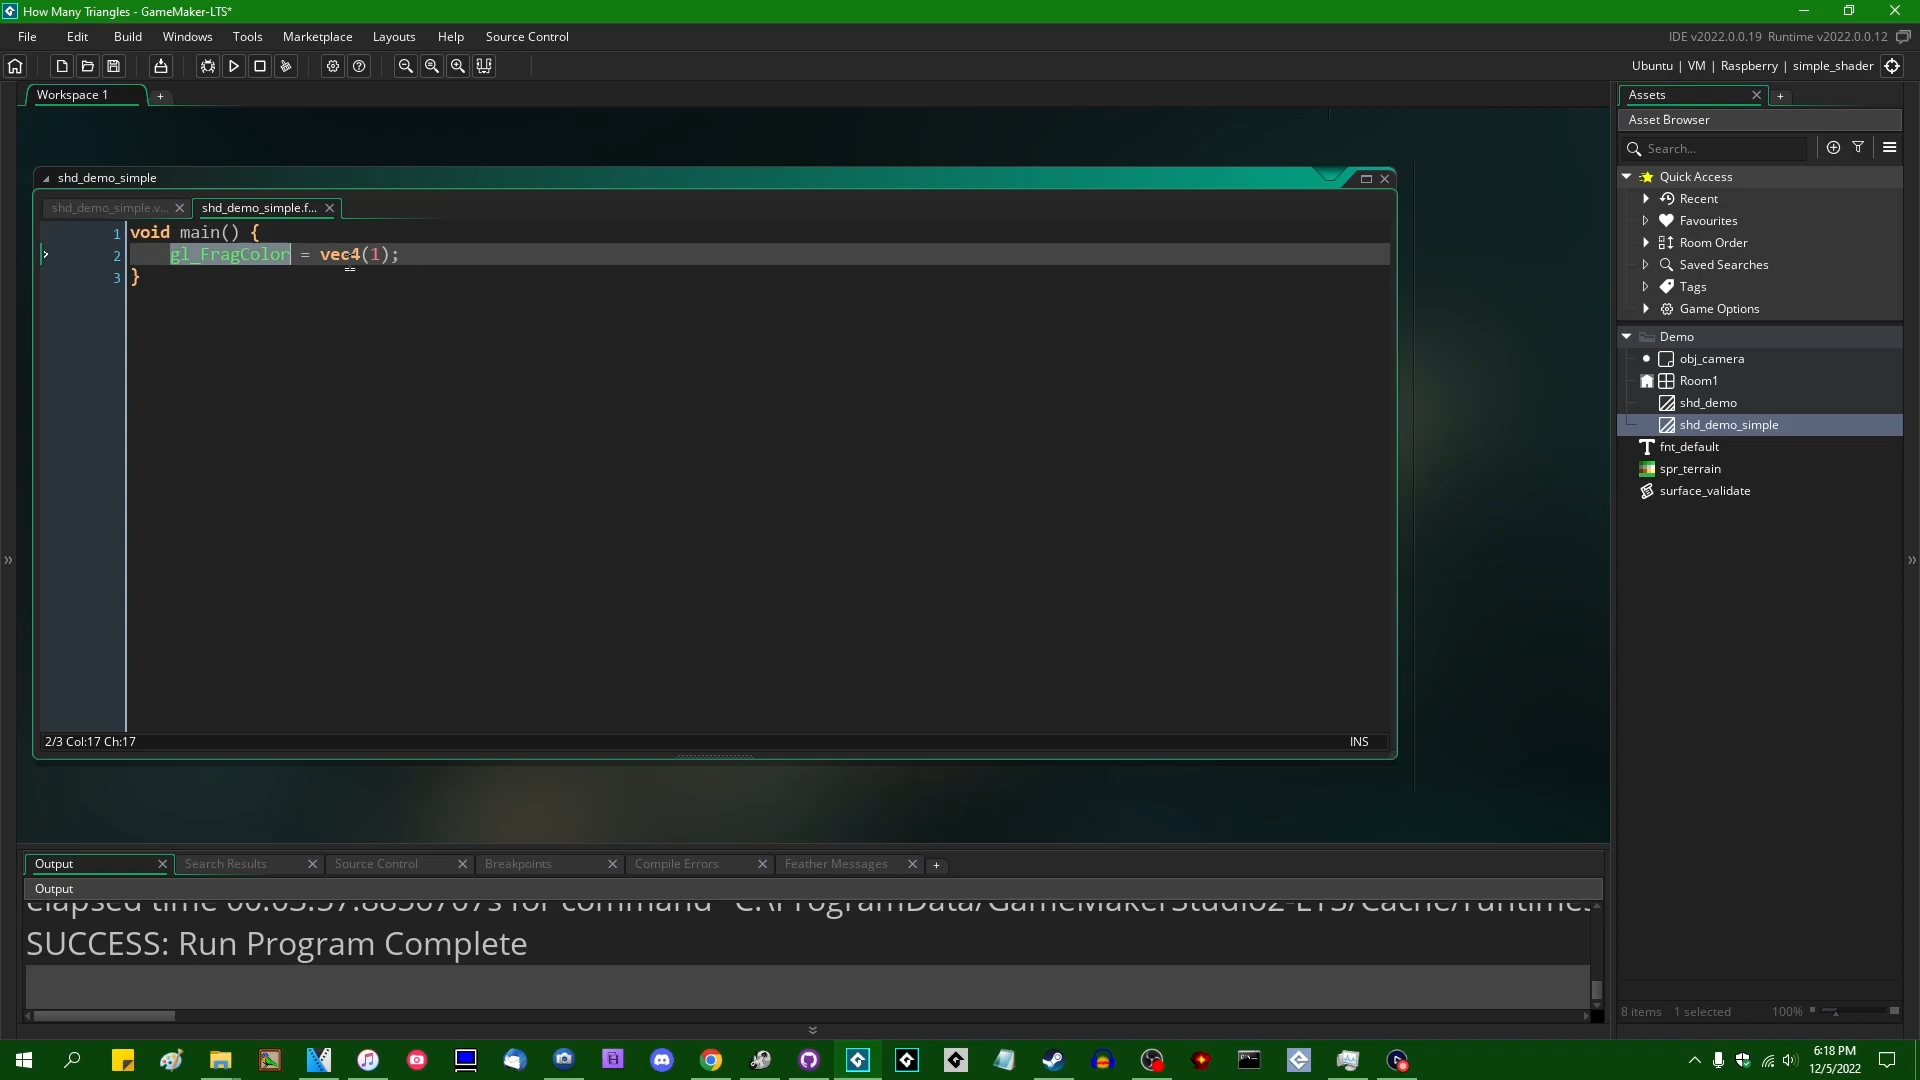 How Many Triangles - GameMaker-LTS*
File Edit Build Windows Tools Marketplace Layouts Help Source Control
IDE v2022.0.0.19 Runtime v2022.0.0.12
Ubuntu | VM | Raspberry | simple_shader
Workspace 1
shd_demo_simple
shd_demo_simple.v... shd_demo_simple.f...
1 void main() {
2 gl_FragColor = vec4(1);
3 }
2/3 Col:17 Ch:17
INS
Assets
Asset Browser
Search...
Quick Access
Recent
Favourites
Room Order
Saved Searches
Tags
Game Options
Demo
obj_camera
Room1
shd_demo
shd_demo_simple
fnt_default
spr_terrain
surface_validate
8 items 1 selected 100%
Output Search Results Source Control Breakpoints Compile Errors Feather Messages
Output
elapsed time for command
SUCCESS: Run Program Complete
6:18 PM
12/5/2022